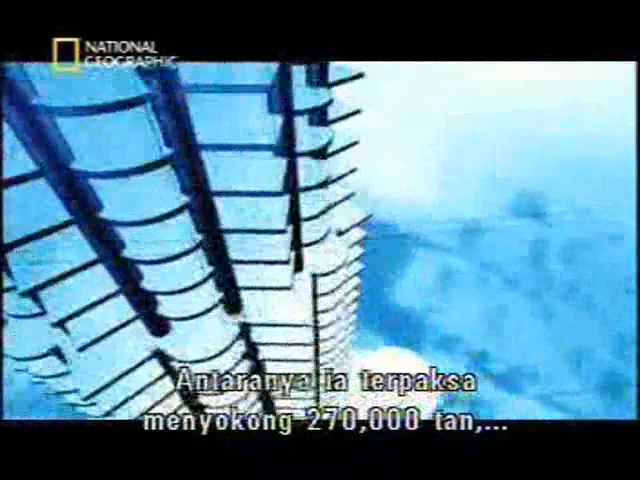 NATIONAL
GEOGRAPHIC
Antaranya ia terpaksa
menyokong 270,000 tan,...